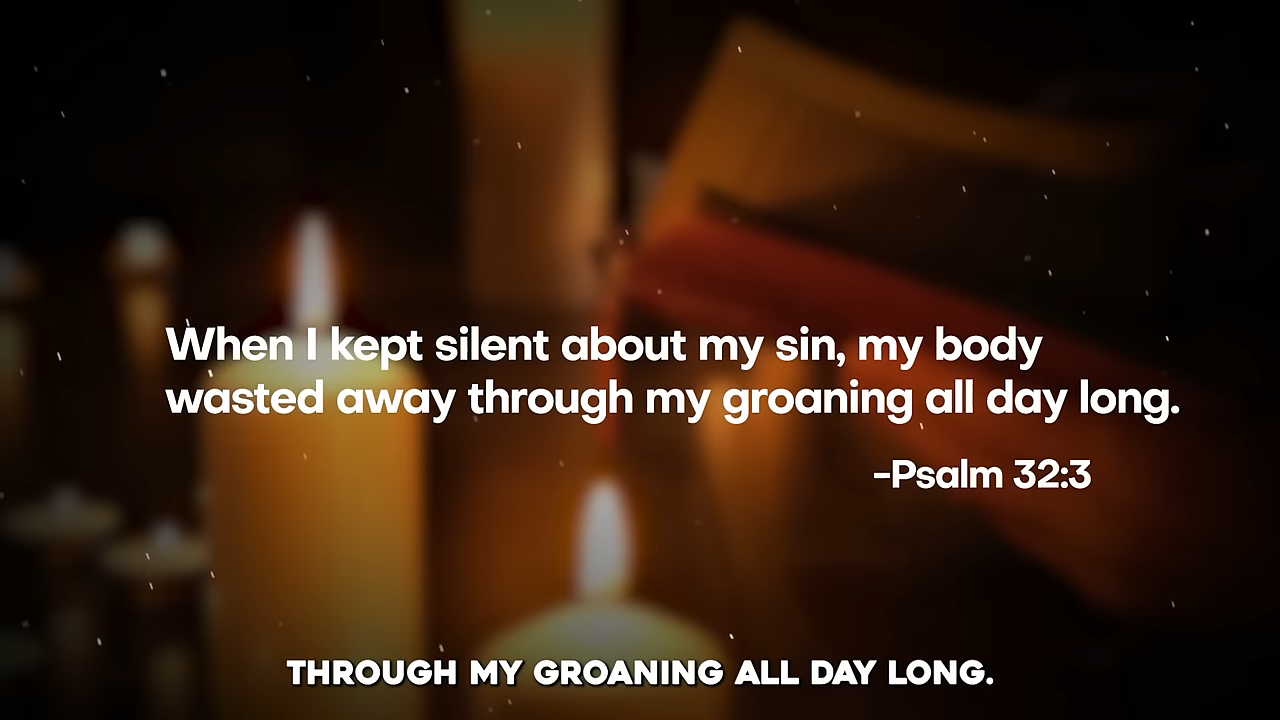 When I kept silent about my sin, my body
wasted away through my groaning all day long.
-Psalm 32:3
THROUGH MY GROANING ALL DAY LONG.